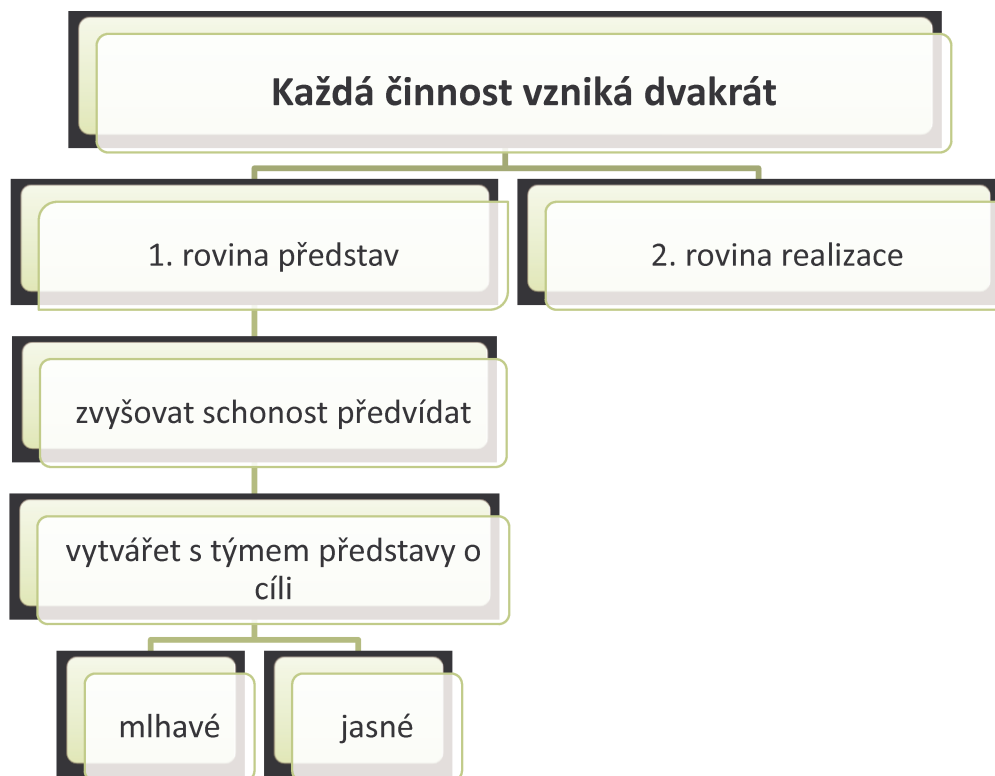 Každá činnost vzniká dvakrát
1. rovina představ
2. rovina realizace
zvyšovat schonost předvídat
vytvářet s týmem představy o
cíli
mlhavé
jasné